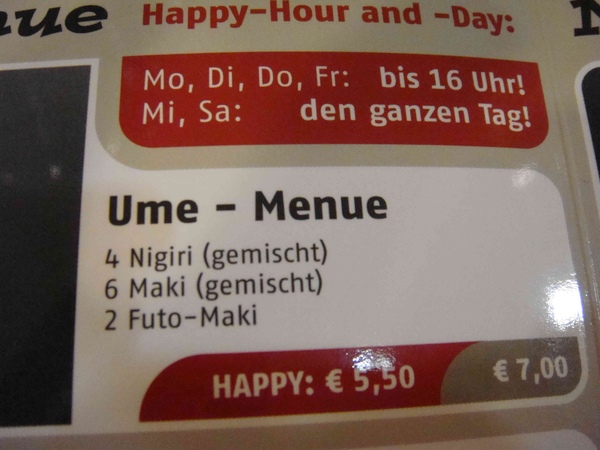 Happy-Hour and -Day:
Mo, Di, Do, Fr: bis 16 Uhr!
Mi, Sa: den ganzen Tag!
Ume - Menue
4 Nigiri (gemischt)
6 Maki (gemischt)
2 Futo-Maki
HAPPY: € 5,50 € 7,00